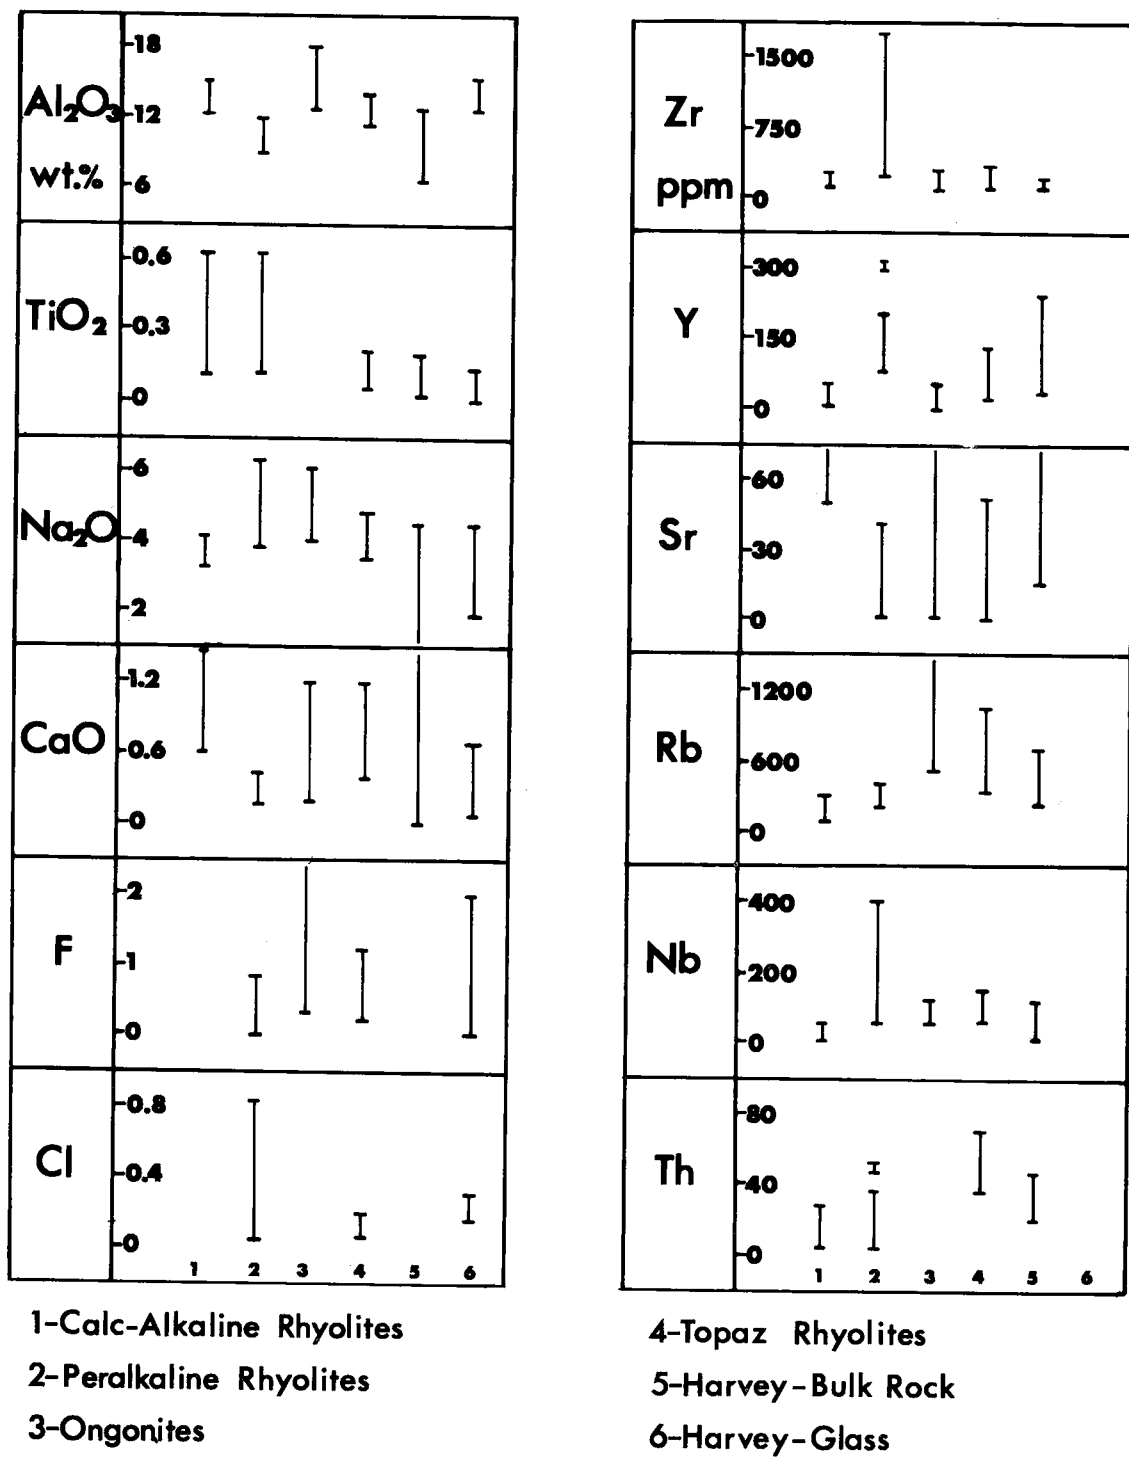 Al₂O₃
wt.%
18
12
6
TiO₂
0.6
0.3
0
Na₂O
6
4
2
CaO
1.2
0.6
0
F
2
1
0
Cl
0.8
0.4
0
1 2 3 4 5 6
Zr
ppm
1500
750
0
Y
300
150
0
Sr
60
30
0
Rb
1200
600
0
Nb
400
200
0
Th
80
40
0
1 2 3 4 5 6
1-Calc-Alkaline Rhyolites
2-Peralkaline Rhyolites
3-Ongonites
4-Topaz Rhyolites
5-Harvey-Bulk Rock
6-Harvey-Glass